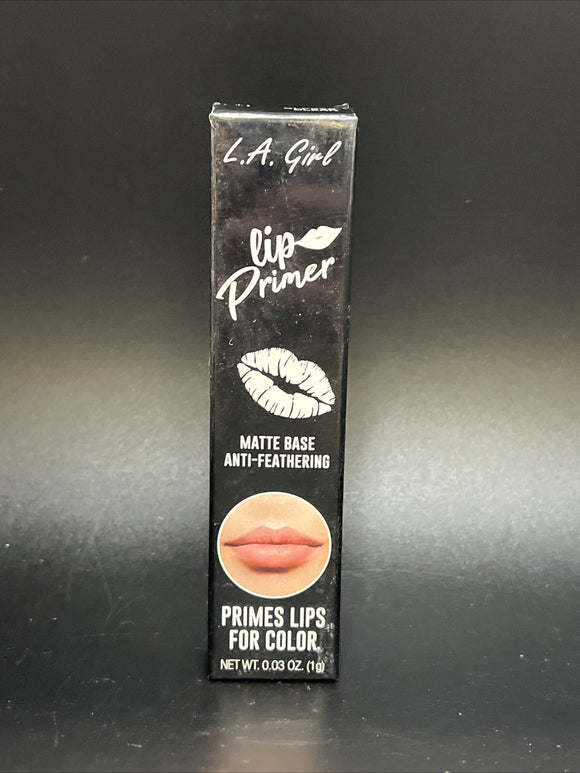 L.A. Girl
lip
Primer
MATTE BASE
ANTI-FEATHERING
PRIMES LIPS
FOR COLOR
NET WT. 0.03 OZ. (1g)